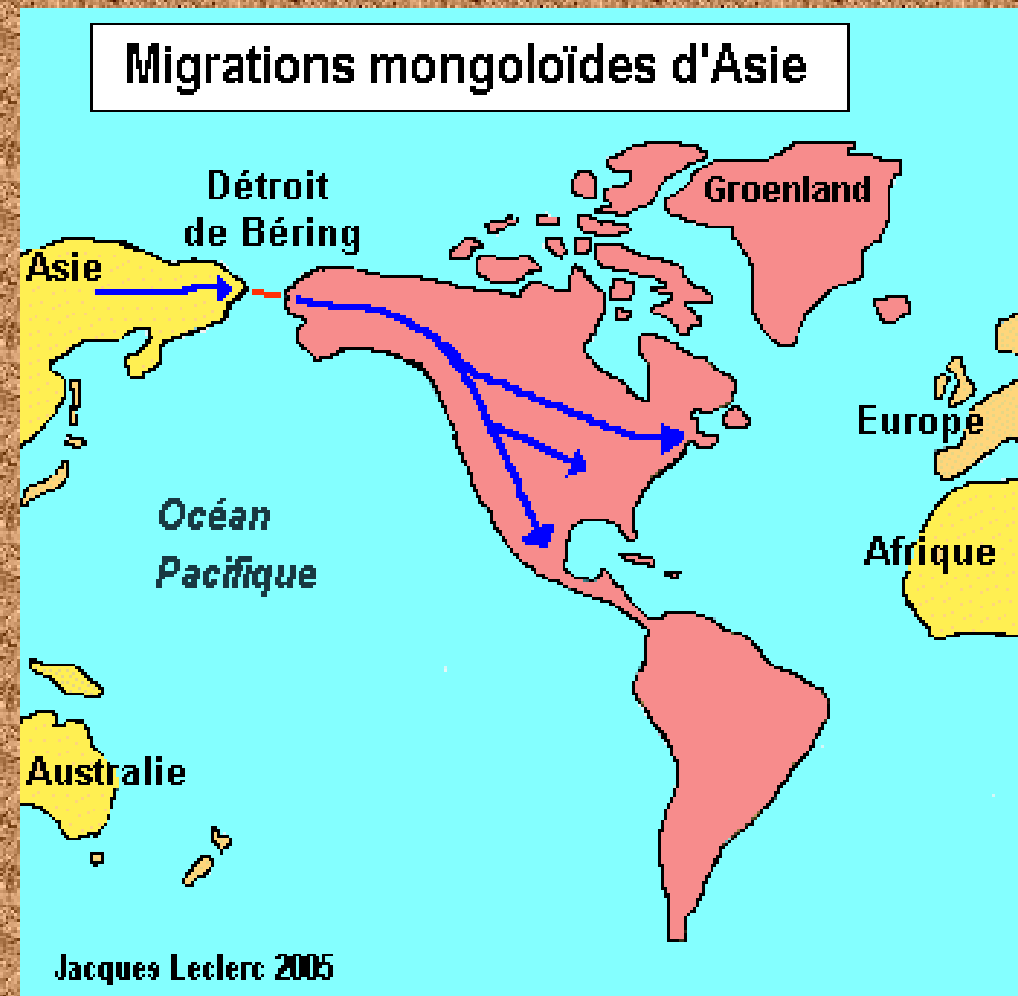 Migrations mongoloïdes d'Asie
Détroit
de Béring
Groenland
Asie
Europe
Océan
Pacifique
Afrique
Australie
Jacques Leclerc 2005